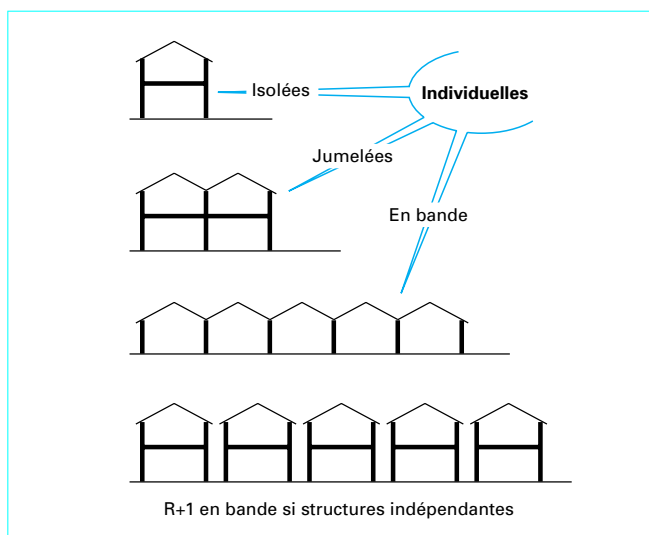 Isolées
Individuelles
Jumelées
En bande
R+1 en bande si structures indépendantes